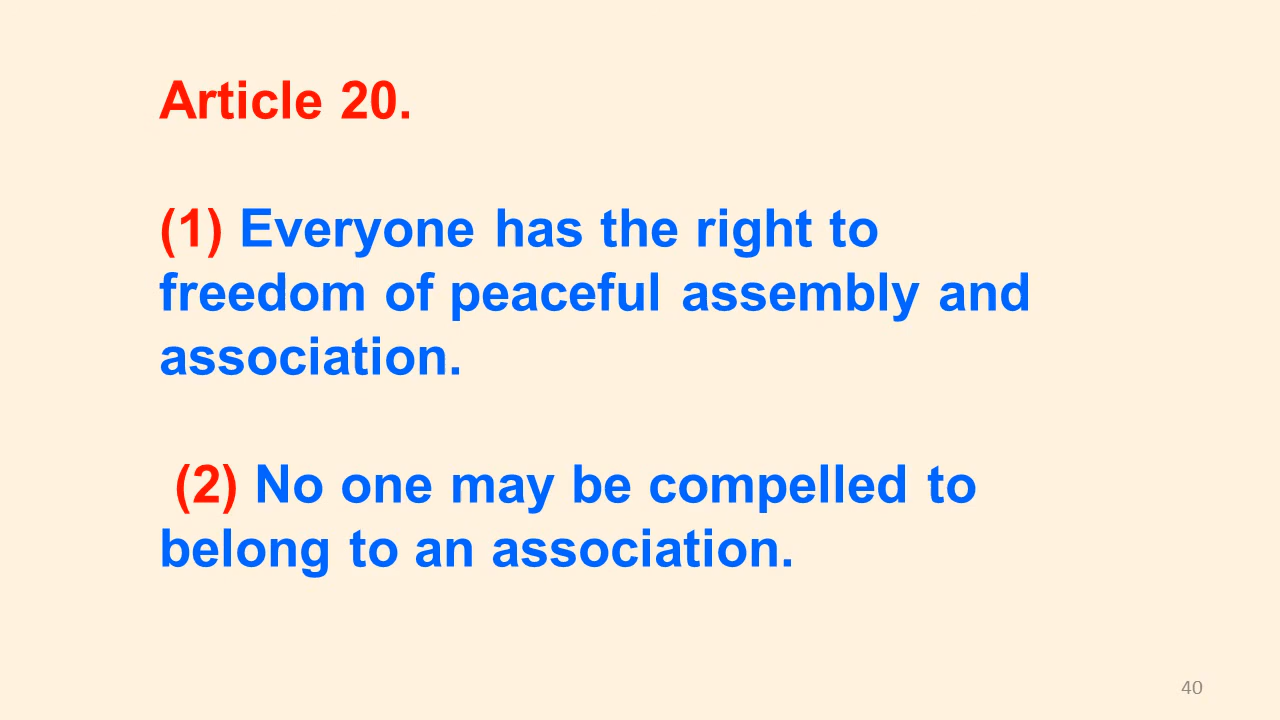 Article 20.
(1) Everyone has the right to
freedom of peaceful assembly and
association.
(2) No one may be compelled to
belong to an association.
40